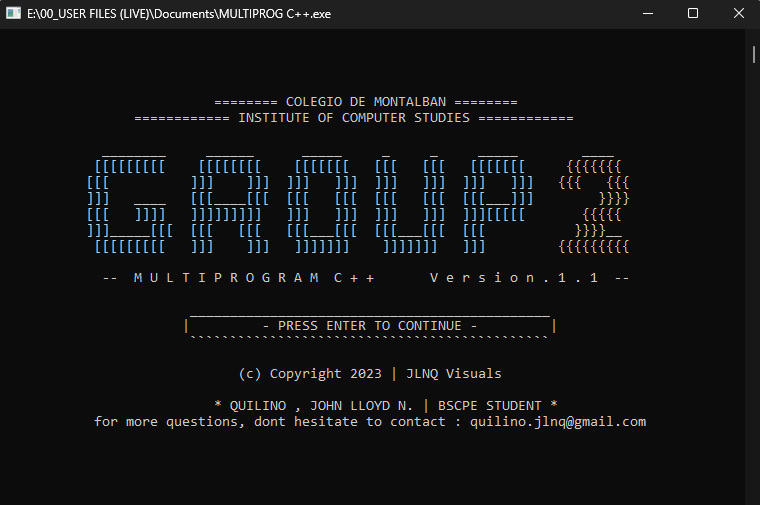 E:\00_USER FILES (LIVE)\Documents\MULTIPROG C++.exe
======== COLEGIO DE MONTALBAN ========
============ INSTITUTE OF COMPUTER STUDIES ============
GROUP 2
-- M U L T I P R O G R A M  C + +       V e r s i o n . 1 . 1  --
- PRESS ENTER TO CONTINUE -
(c) Copyright 2023 | JLNQ Visuals
* QUILINO , JOHN LLOYD N. | BSCPE STUDENT *
for more questions, dont hesitate to contact : quilino.jlnq@gmail.com